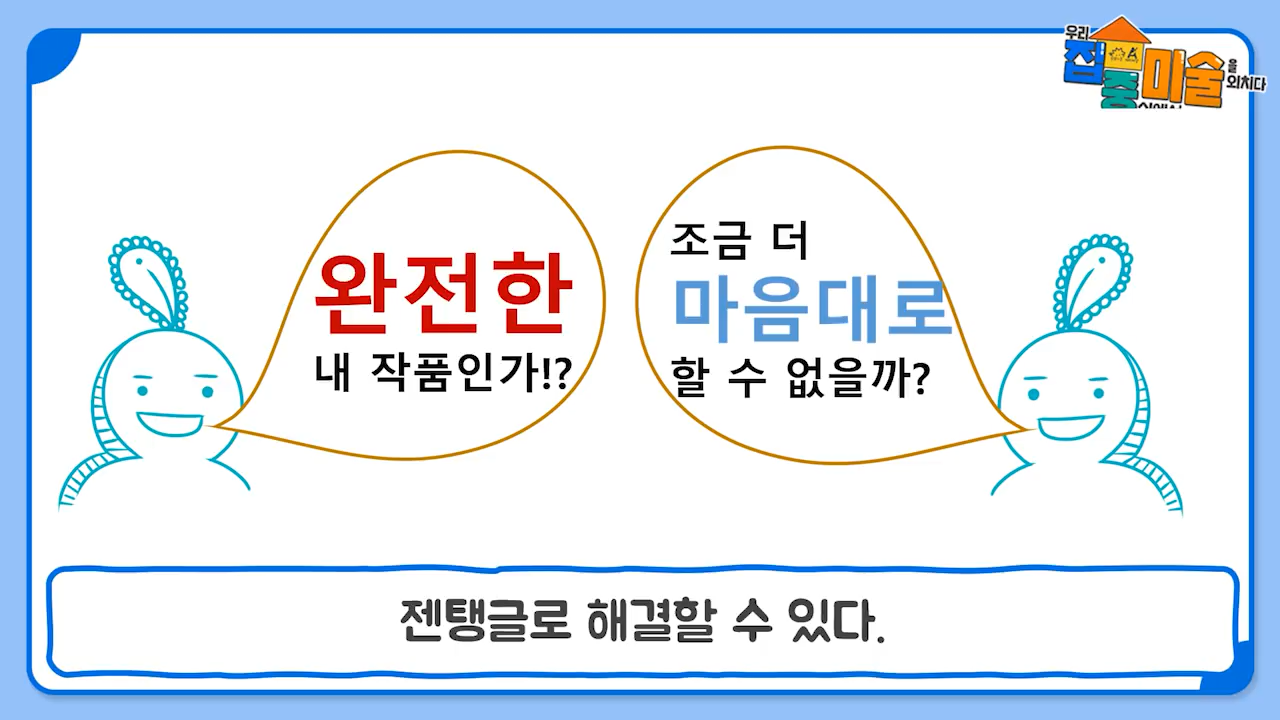 우리
집
중
미술
을
외치다
완전한
내 작품인가!?
조금 더
마음대로
할 수 없을까?
젠탱글로 해결할 수 있다.